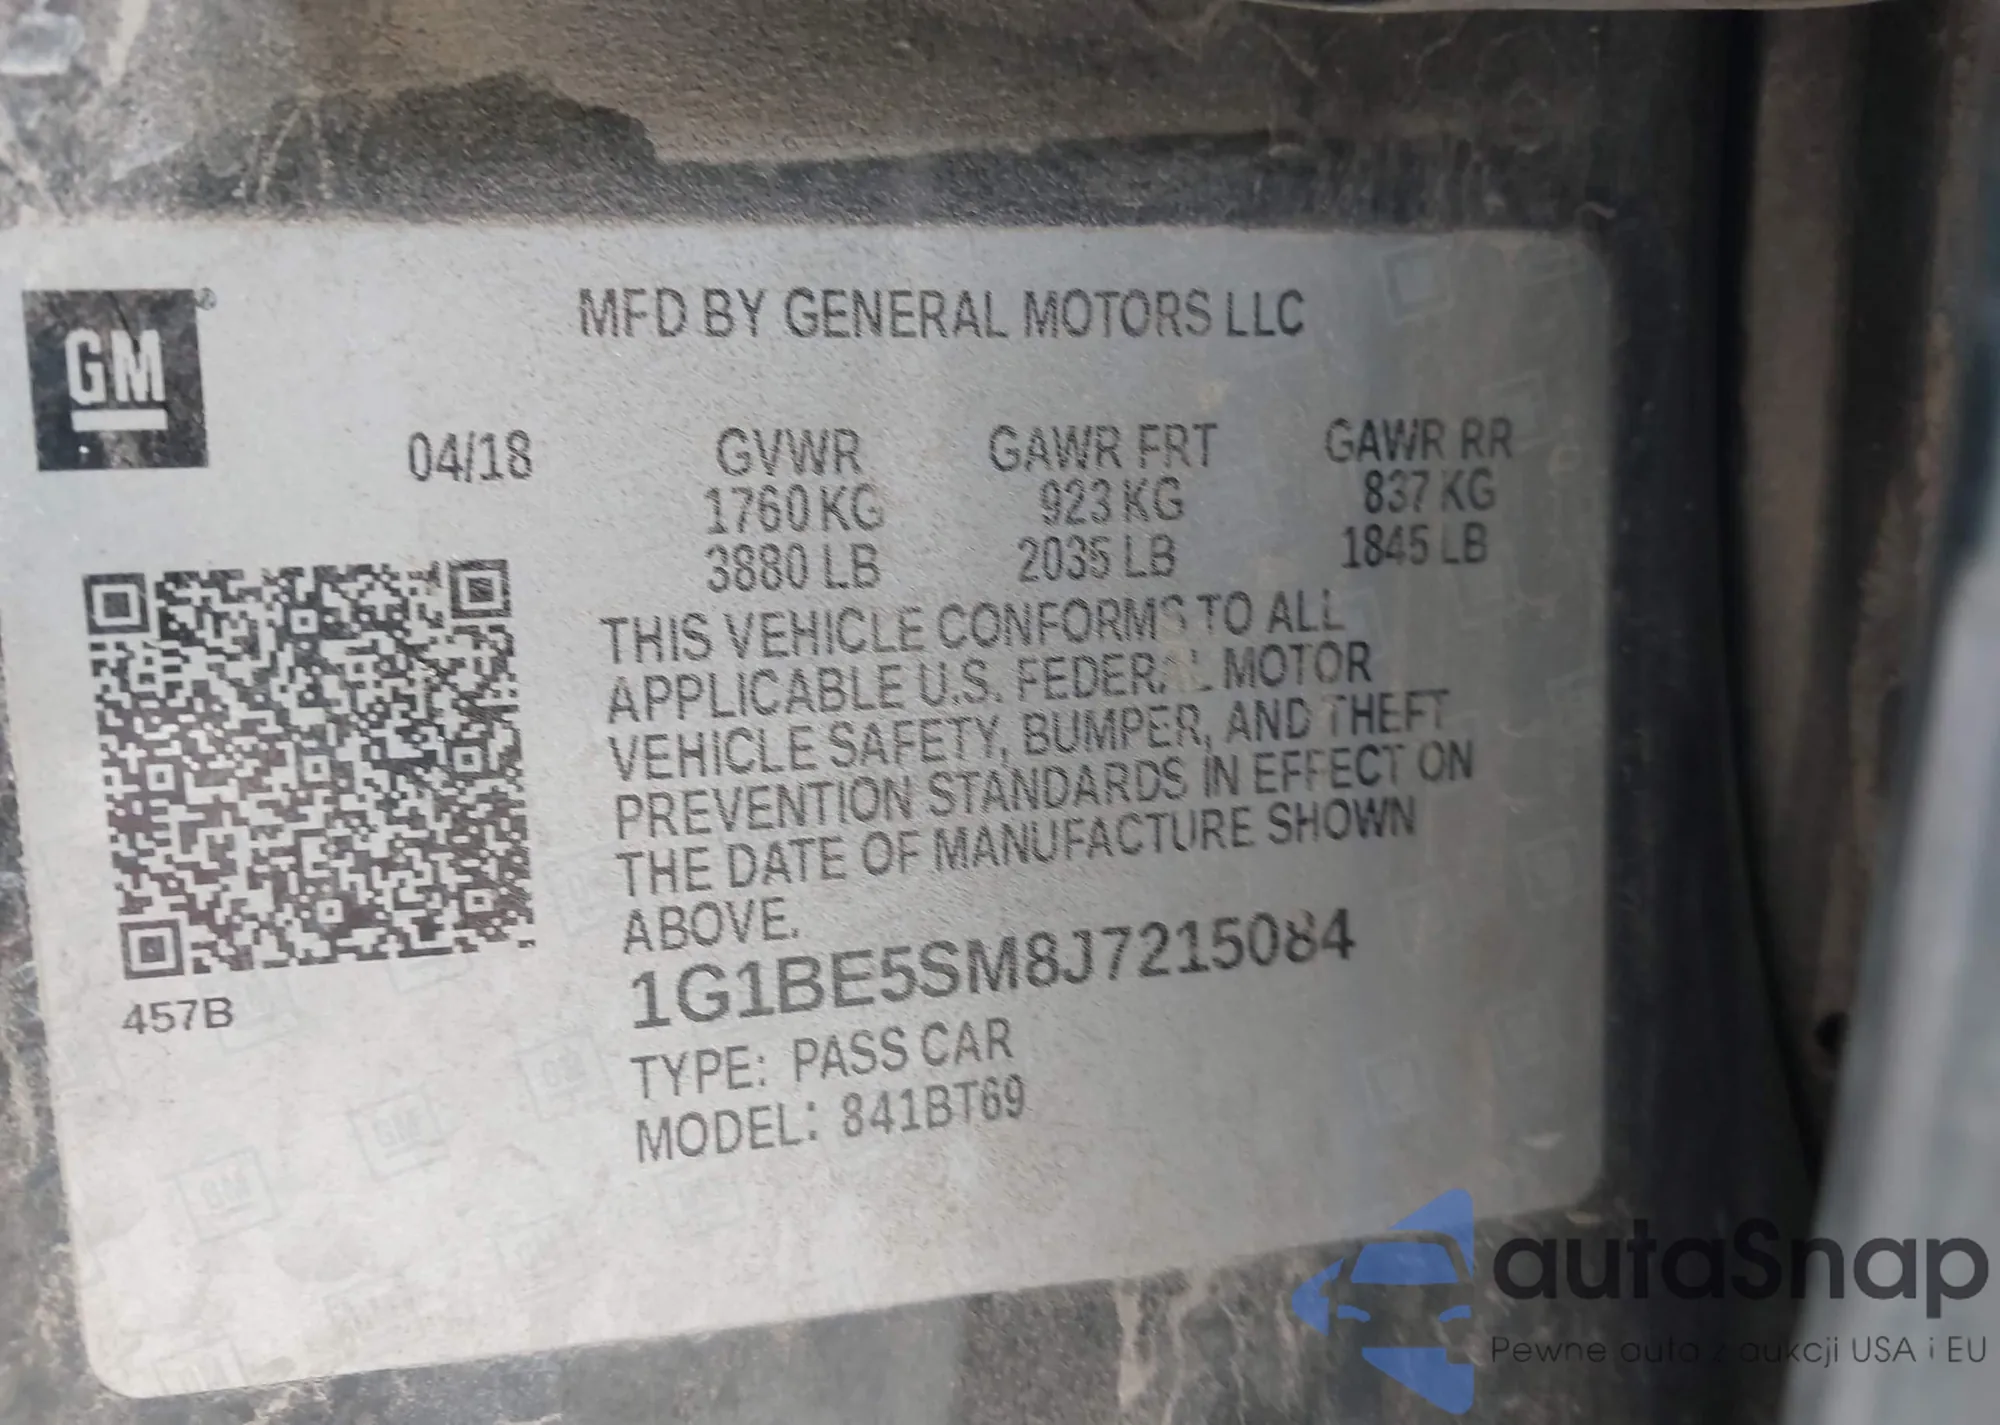 GM
MFD BY GENERAL MOTORS LLC
04/18 GVWR GAWR FRT GAWR RR
1760 KG 923 KG 837 KG
3880 LB 2035 LB 1845 LB
THIS VEHICLE CONFORMS TO ALL
APPLICABLE U.S. FEDERAL MOTOR
VEHICLE SAFETY, BUMPER, AND THEFT
PREVENTION STANDARDS IN EFFECT ON
THE DATE OF MANUFACTURE SHOWN
ABOVE.
1G1BE5SM8J7215084
457B
TYPE: PASS CAR
MODEL: 841BT69
autaSnap
Pewne auto z aukcji USA i EU